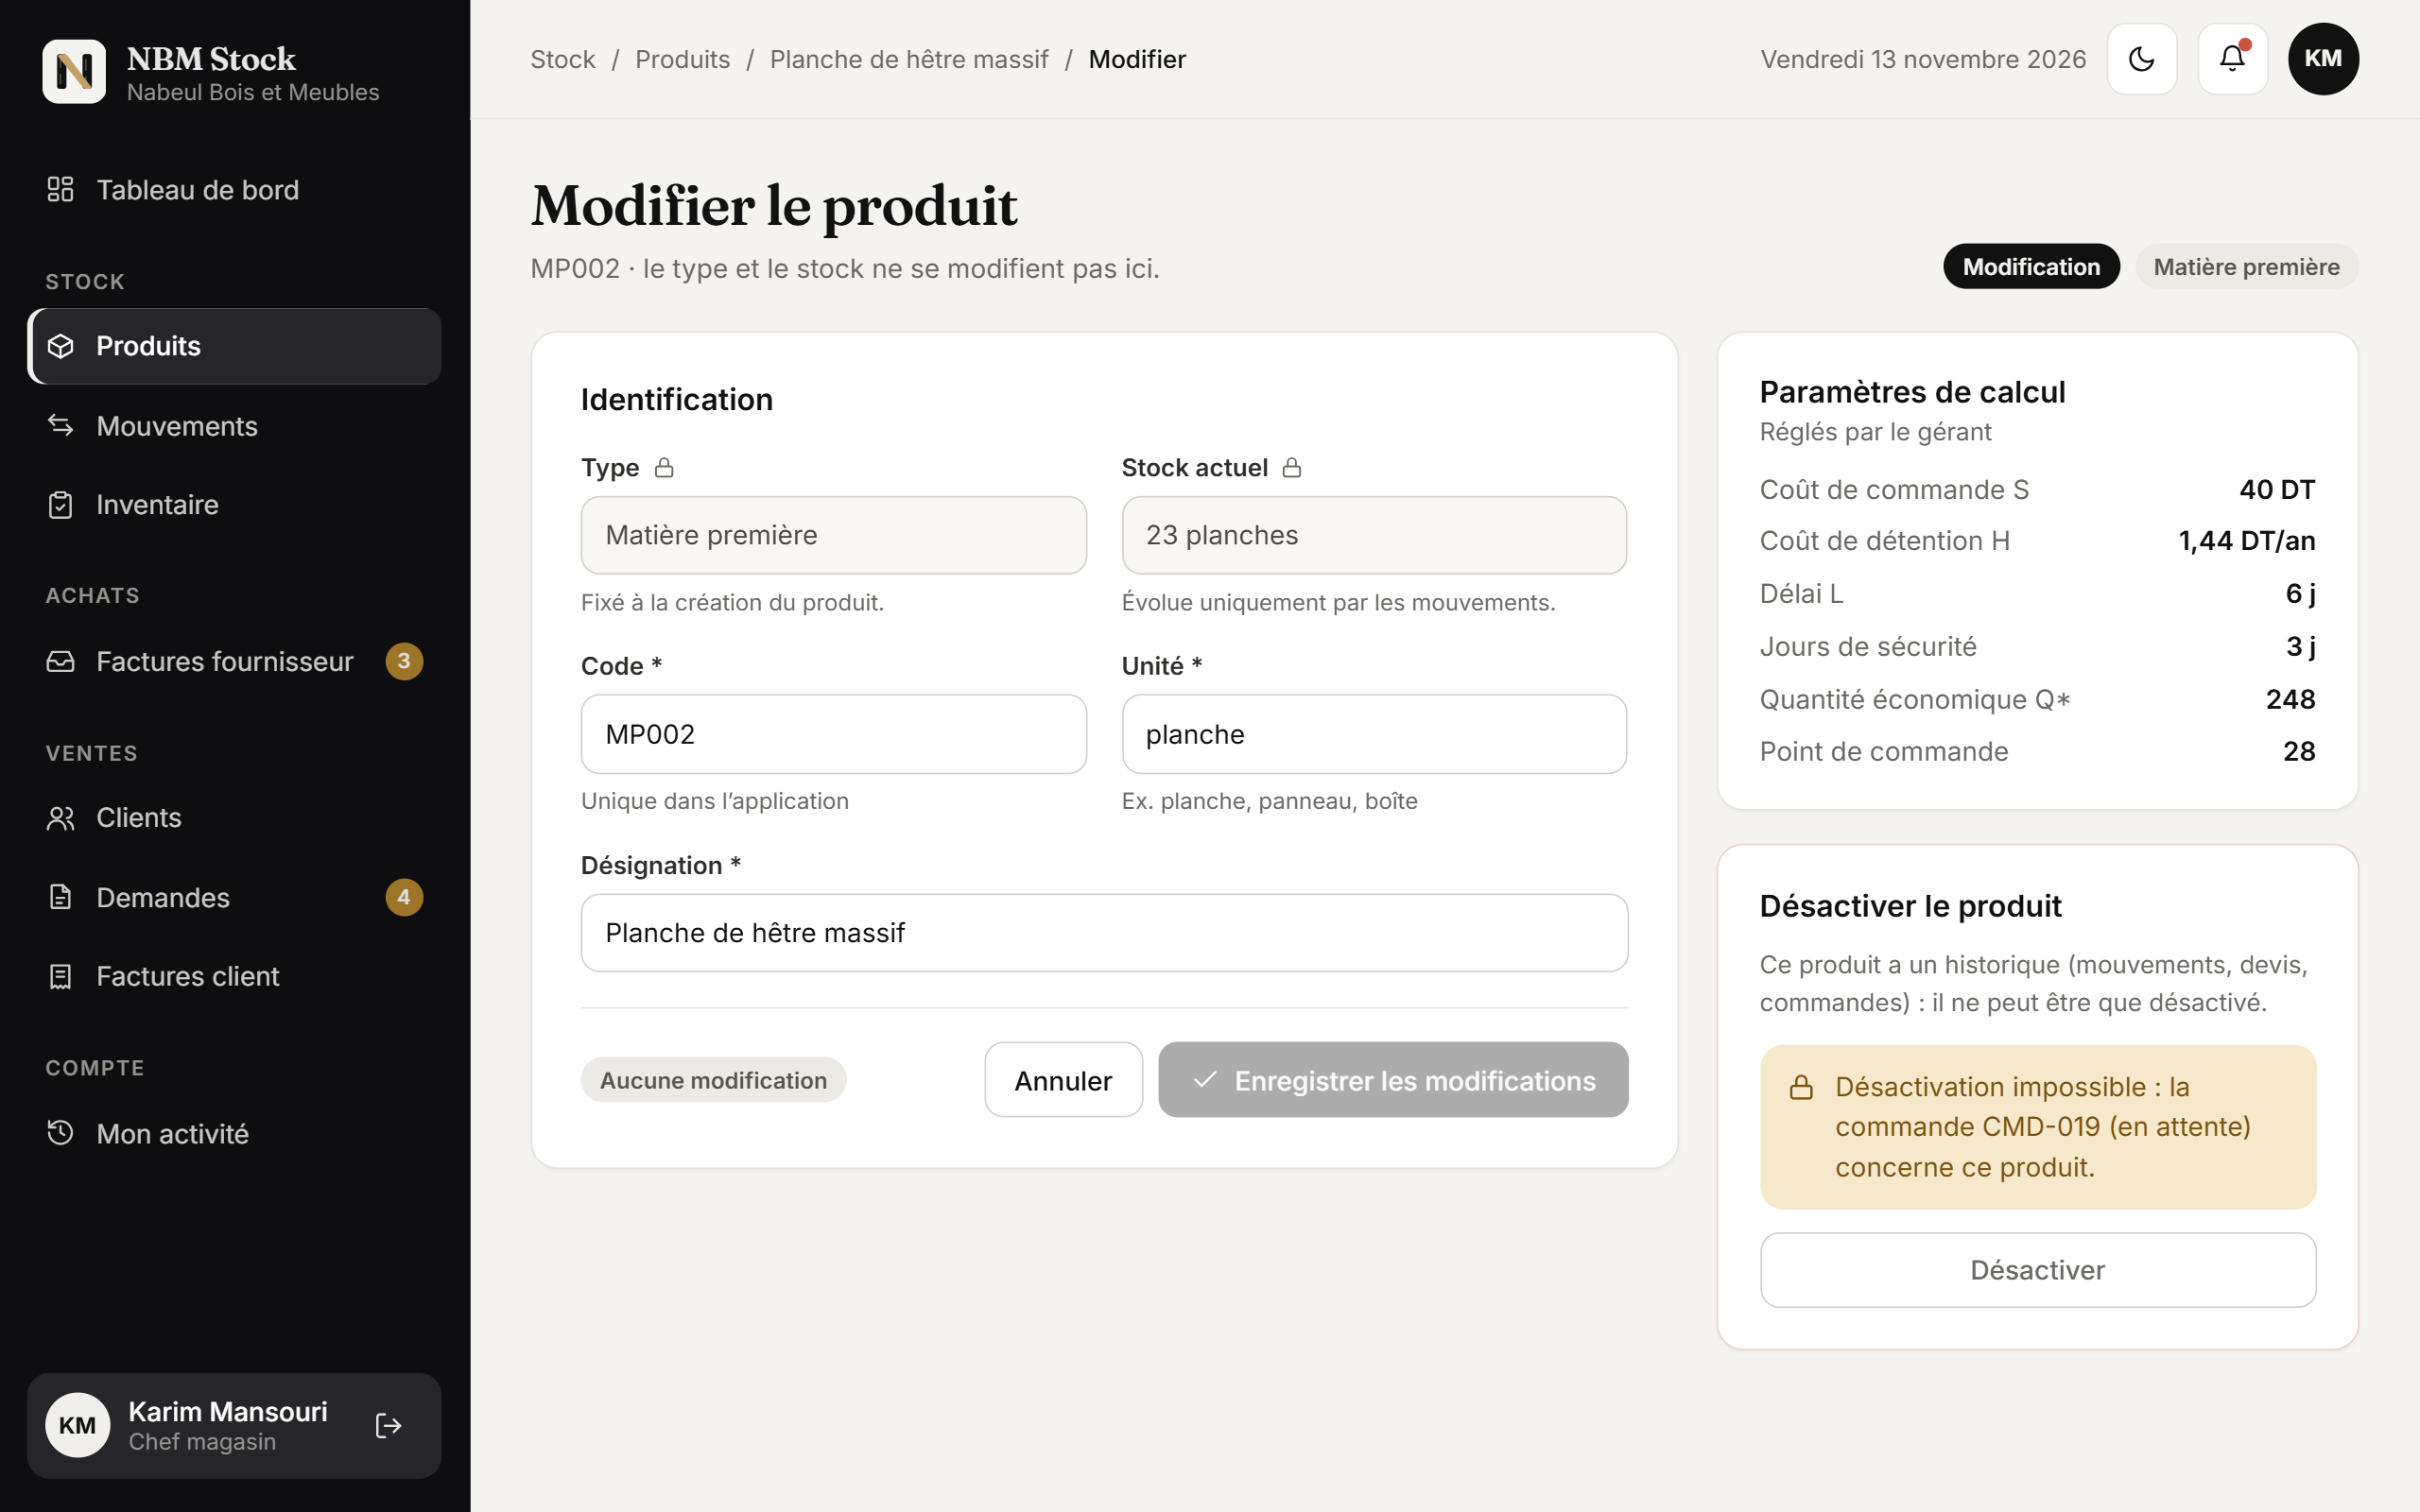 NBM Stock
Nabeul Bois et Meubles
Tableau de bord
STOCK
Produits
Mouvements
Inventaire
ACHATS
Factures fournisseur 3
VENTES
Clients
Demandes 4
Factures client
COMPTE
Mon activité
KM
Karim Mansouri
Chef magasin
Stock / Produits / Planche de hêtre massif / Modifier
Vendredi 13 novembre 2026
KM
Modifier le produit
MP002 · le type et le stock ne se modifient pas ici.
Modification
Matière première
Identification
Type
Matière première
Fixé à la création du produit.
Stock actuel
23 planches
Évolue uniquement par les mouvements.
Code *
MP002
Unique dans l’application
Unité *
planche
Ex. planche, panneau, boîte
Désignation *
Planche de hêtre massif
Aucune modification
Annuler
Enregistrer les modifications
Paramètres de calcul
Réglés par le gérant
Coût de commande S 40 DT
Coût de détention H 1,44 DT/an
Délai L 6 j
Jours de sécurité 3 j
Quantité économique Q* 248
Point de commande 28
Désactiver le produit
Ce produit a un historique (mouvements, devis,
commandes) : il ne peut être que désactivé.
Désactivation impossible : la
commande CMD-019 (en attente)
concerne ce produit.
Désactiver